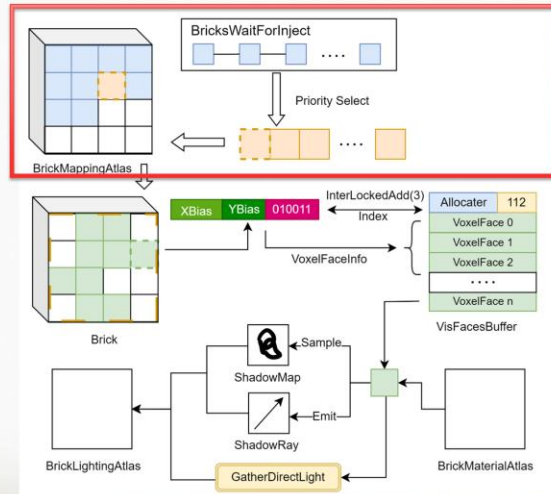 BricksWaitForInject
....
Priority Select
....
BrickMappingAtlas
XBias YBias 010011
InterLockedAdd(3)
Index
Allocater 112
VoxelFace 0
VoxelFace 1
VoxelFace 2
....
VoxelFace n
VoxelFaceInfo
Brick
VisFacesBuffer
Sample
ShadowMap
Emit
ShadowRay
BrickLightingAtlas
GatherDirectLight
BrickMaterialAtlas